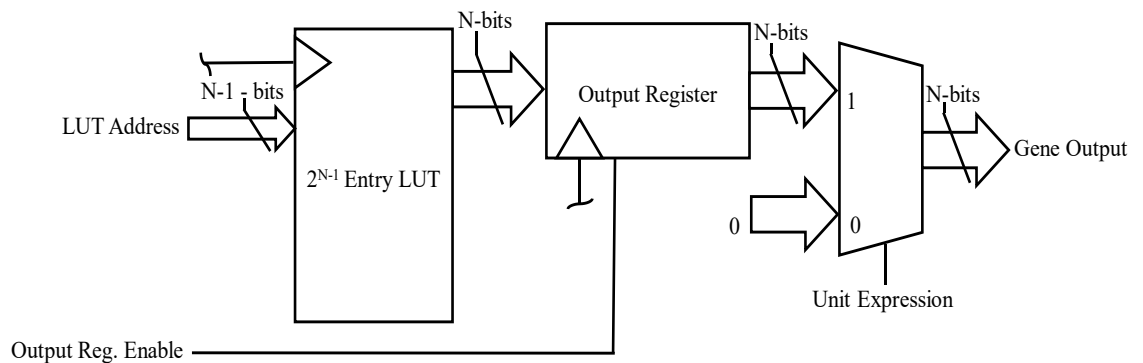 N-bits
N-bits
N-1 - bits
N-bits
Output Register
1
LUT Address
Gene Output
2^{N-1} Entry LUT
0
0
Unit Expression
Output Reg. Enable